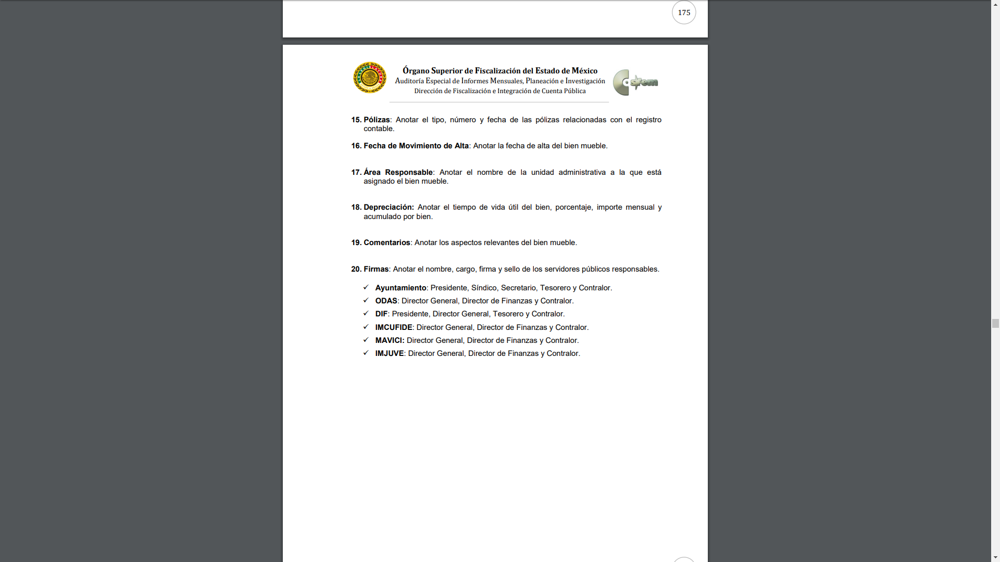 175
Órgano Superior de Fiscalización del Estado de México
Auditoría Especial de Informes Mensuales, Planeación e Investigación
Dirección de Fiscalización e Integración de Cuenta Pública
sfem
15. Pólizas: Anotar el tipo, número y fecha de las pólizas relacionadas con el registro
contable.
16. Fecha de Movimiento de Alta: Anotar la fecha de alta del bien mueble.
17. Área Responsable: Anotar el nombre de la unidad administrativa a la que está
asignado el bien mueble.
18. Depreciación: Anotar el tiempo de vida útil del bien, porcentaje, importe mensual y
acumulado por bien.
19. Comentarios: Anotar los aspectos relevantes del bien mueble.
20. Firmas: Anotar el nombre, cargo, firma y sello de los servidores públicos responsables.
✓ Ayuntamiento: Presidente, Síndico, Secretario, Tesorero y Contralor.
✓ ODAS: Director General, Director de Finanzas y Contralor.
✓ DIF: Presidente, Director General, Tesorero y Contralor.
✓ IMCUFIDE: Director General, Director de Finanzas y Contralor.
✓ MAVICI: Director General, Director de Finanzas y Contralor.
✓ IMJUVE: Director General, Director de Finanzas y Contralor.